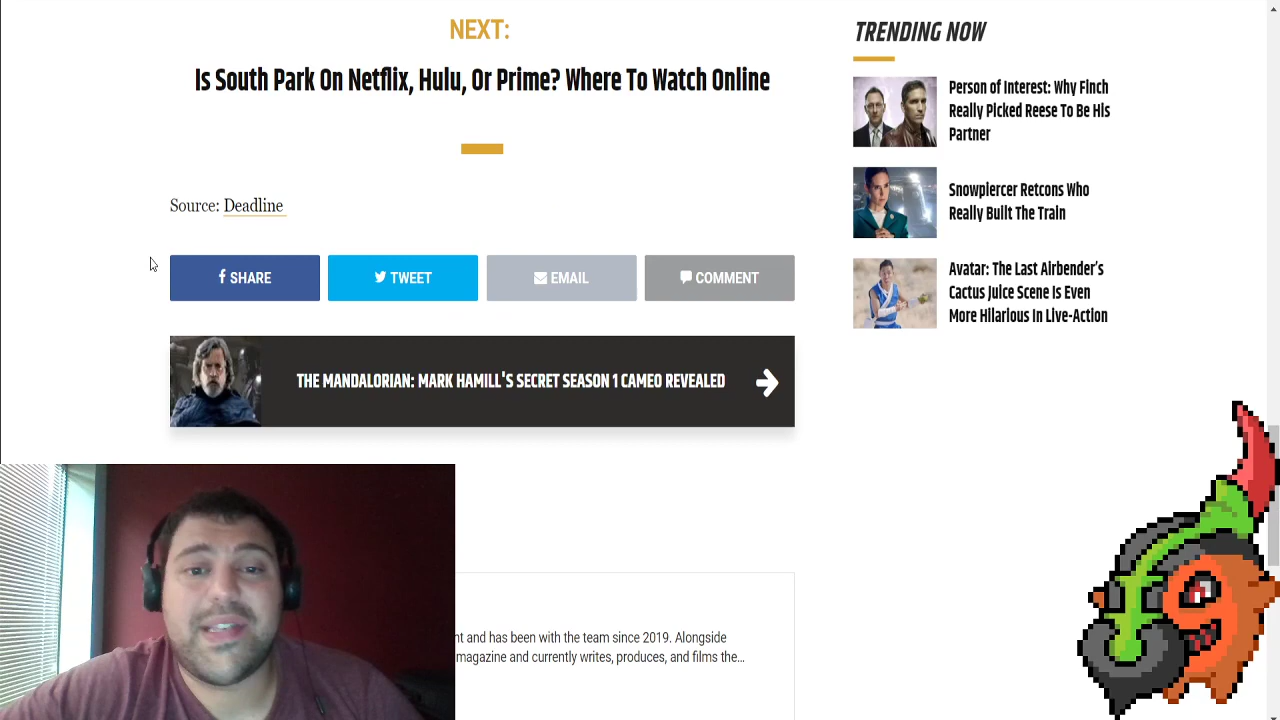 NEXT:
Is South Park On Netflix, Hulu, Or Prime? Where To Watch Online
Source: Deadline
SHARE
TWEET
EMAIL
COMMENT
THE MANDALORIAN: MARK HAMILL'S SECRET SEASON 1 CAMEO REVEALED
and has been with the team since 2019. Alongside
magazine and currently writes, produces, and films the...
TRENDING NOW
Person of Interest: Why Finch
Really Picked Reese To Be His
Partner
Snowpiercer Retcons Who
Really Built The Train
Avatar: The Last Airbender's
Cactus Juice Scene Is Even
More Hilarious In Live-Action